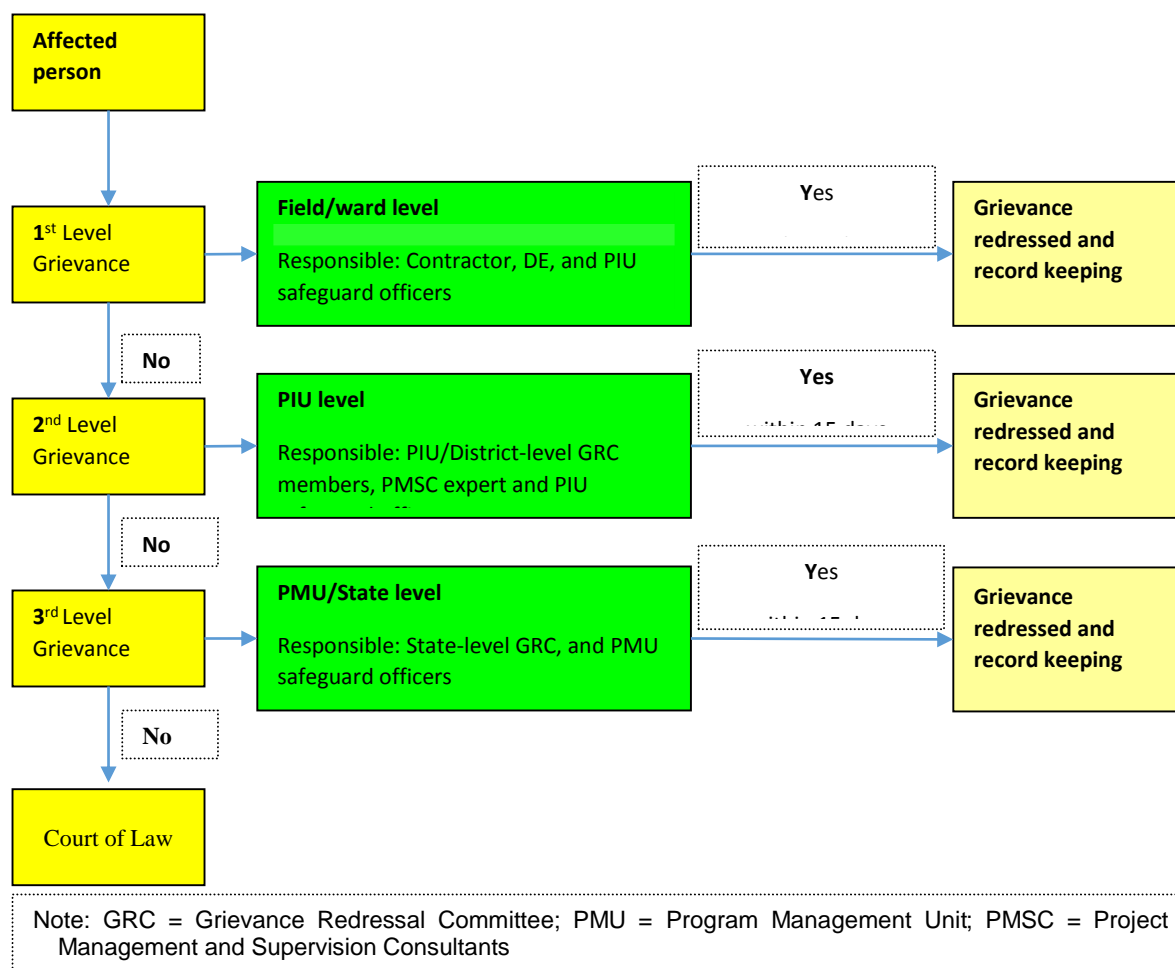 Affected
person
1st Level
Grievance
Field/ward level
Responsible: Contractor, DE, and PIU
safeguard officers
Yes
Grievance
redressed and
record keeping
No
2nd Level
Grievance
PIU level
Responsible: PIU/District-level GRC
members, PMSC expert and PIU
Yes
within 15 days
Grievance
redressed and
record keeping
No
3rd Level
Grievance
PMU/State level
Responsible: State-level GRC, and PMU
safeguard officers
Yes
Grievance
redressed and
record keeping
No
Court of Law
Note: GRC = Grievance Redressal Committee; PMU = Program Management Unit; PMSC = Project
Management and Supervision Consultants